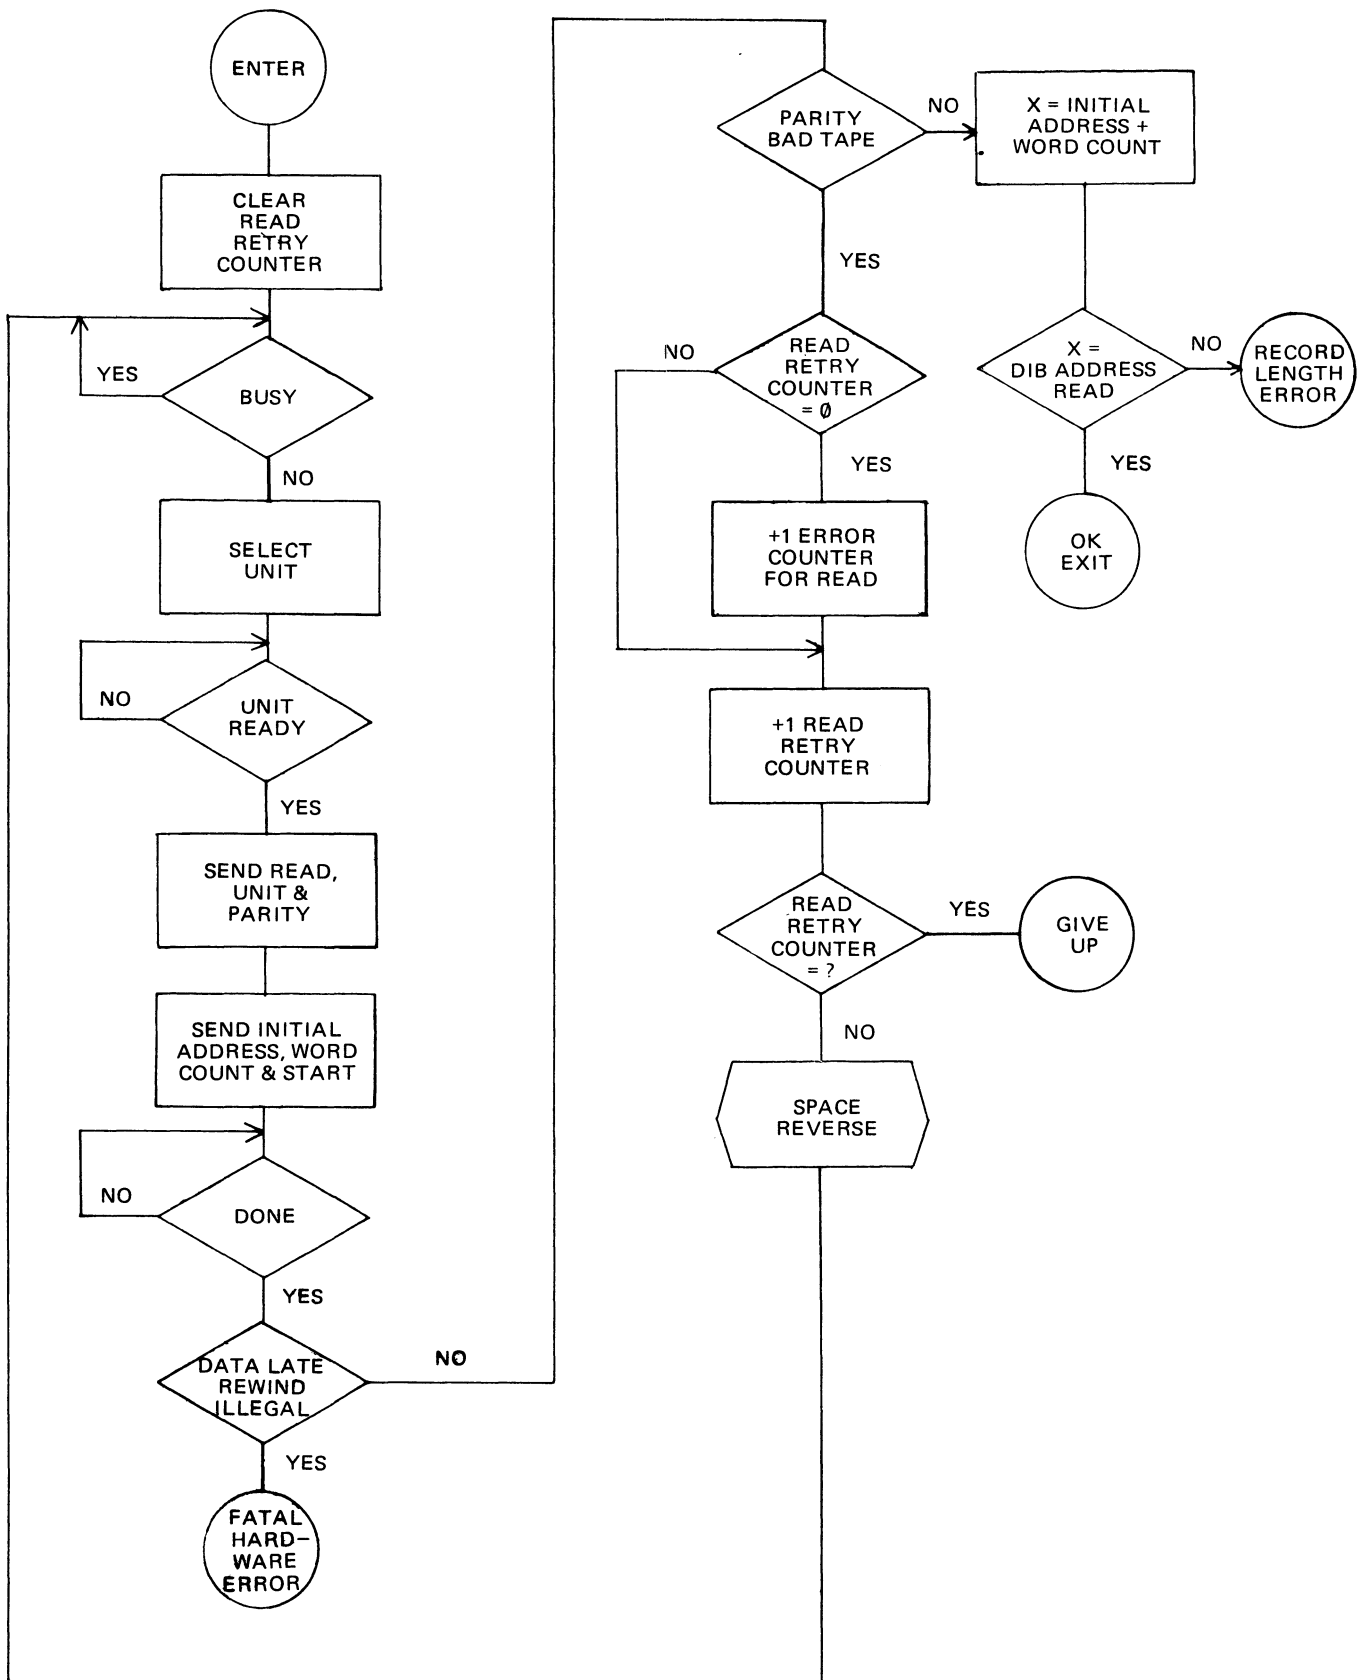 ENTER
CLEAR
READ
RETRY
COUNTER
YES
BUSY
NO
SELECT
UNIT
NO
UNIT
READY
YES
SEND READ,
UNIT &
PARITY
SEND INITIAL
ADDRESS, WORD
COUNT & START
NO
DONE
YES
DATA LATE
REWIND
ILLEGAL
NO
YES
FATAL
HARD–
WARE
ERROR
PARITY
BAD TAPE
NO
X = INITIAL
ADDRESS +
WORD COUNT
YES
NO
READ
RETRY
COUNTER
= Ø
YES
X =
DIB ADDRESS
READ
NO
RECORD
LENGTH
ERROR
YES
OK
EXIT
+1 ERROR
COUNTER
FOR READ
+1 READ
RETRY
COUNTER
READ
RETRY
COUNTER
= ?
YES
GIVE
UP
NO
SPACE
REVERSE